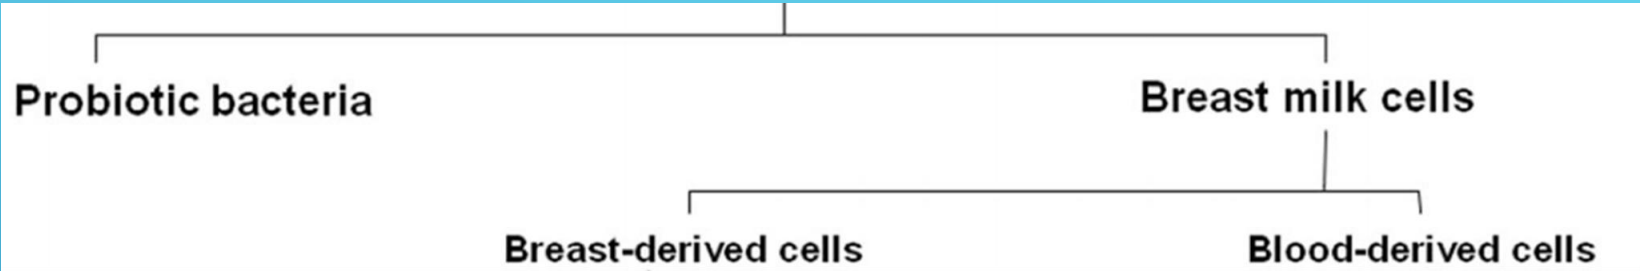 Probiotic bacteria
Breast milk cells
Breast-derived cells
Blood-derived cells